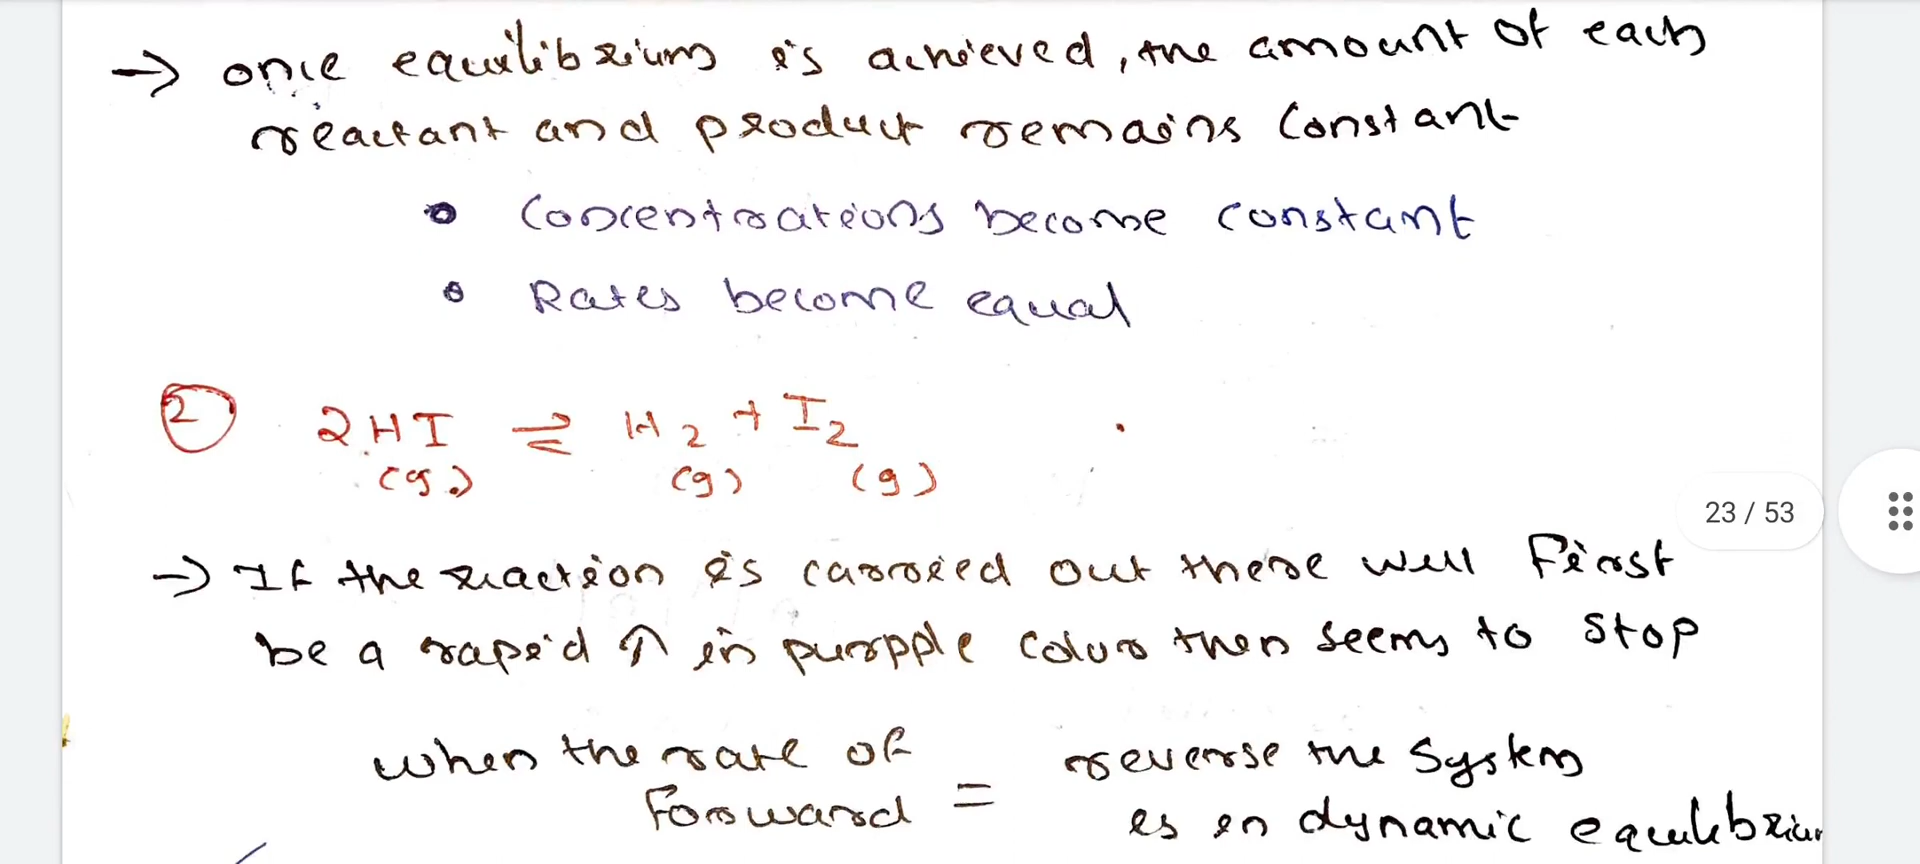 → once equilibrium is achieved, the amount of each
reactant and product remains constant
• Concentrations become constant
• Rates become equal
② 2HI ⇌ H2 + I2
(g) (g) (g)
23 / 53
→ If the reaction is carried out there will First
be a rapid ↑ in purpple colur then seems to stop
when the rate of reverse the System
Forward = is in dynamic equilibrium